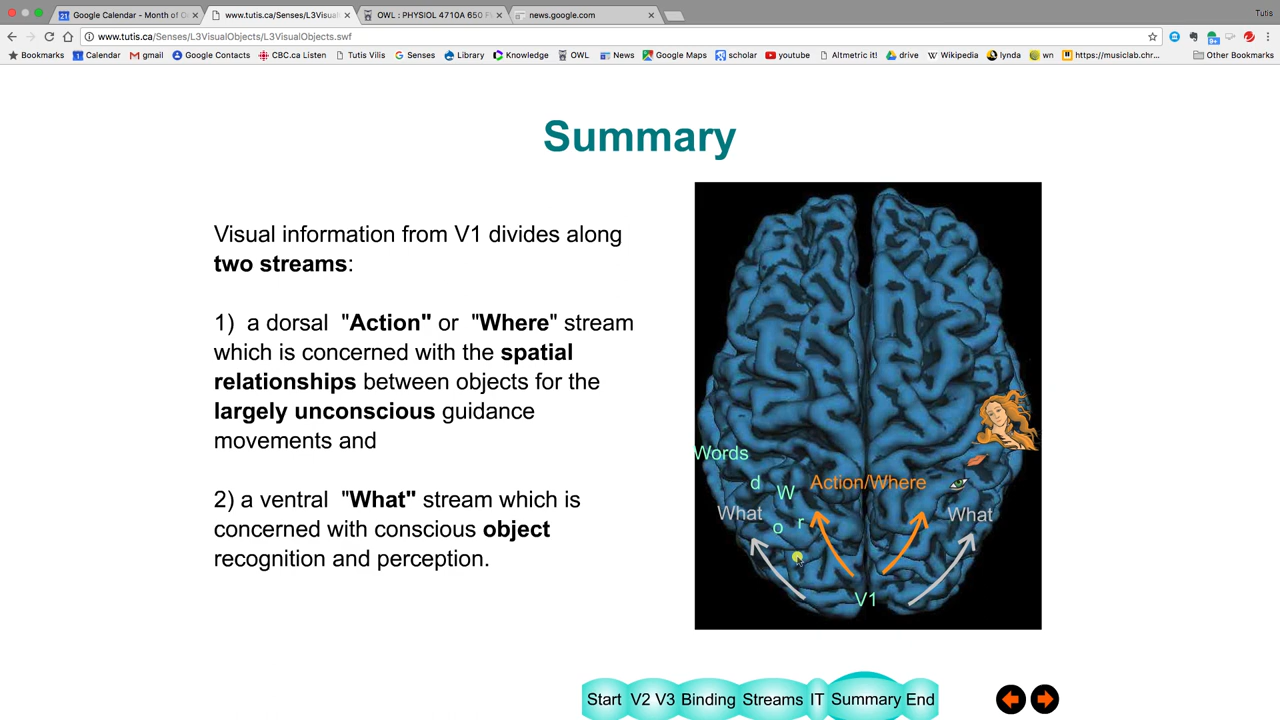 Google Calendar - Month of O
www.tutis.ca/Senses/L3Visual
OWL : PHYSIOL 4710A 650 F
news.google.com
Tutis
www.tutis.ca/Senses/L3VisualObjects/L3VisualObjects.swf
Bookmarks Calendar gmail Google Contacts CBC.ca Listen Tutis Vilis Senses Library Knowledge OWL News Google Maps scholar youtube Altmetric it! drive Wikipedia lynda wn https://musiclab.chr... Other Bookmarks
Summary
Visual information from V1 divides along
two streams:
1) a dorsal "Action" or "Where" stream
which is concerned with the spatial
relationships between objects for the
largely unconscious guidance
movements and
2) a ventral "What" stream which is
concerned with conscious object
recognition and perception.
Words
d W
Action/Where
What
o r
What
V1
Start V2 V3 Binding Streams IT Summary End